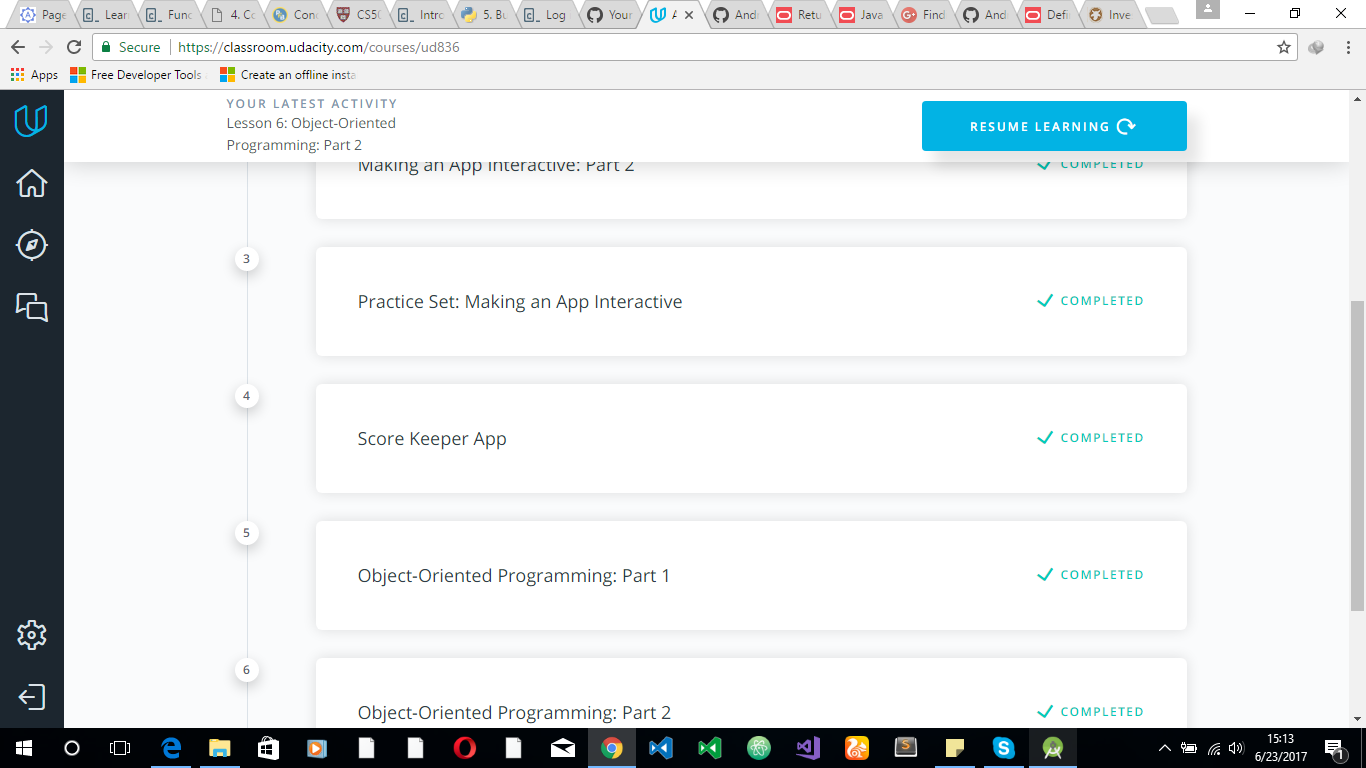 Page
Lear
Func
4. Co
Conc
CS50
Intro
5. Bu
Log
Your
A
Andr
Retu
Java
Find
Andr
Defi
Inve
Secure
https://classroom.udacity.com/courses/ud836
Apps
Free Developer Tools
Create an offline insta
YOUR LATEST ACTIVITY
Lesson 6: Object-Oriented
Programming: Part 2
RESUME LEARNING
Making an App Interactive: Part 2 COMPLETED
3
Practice Set: Making an App Interactive COMPLETED
4
Score Keeper App COMPLETED
5
Object-Oriented Programming: Part 1 COMPLETED
6
Object-Oriented Programming: Part 2 COMPLETED
15:13
6/23/2017
1